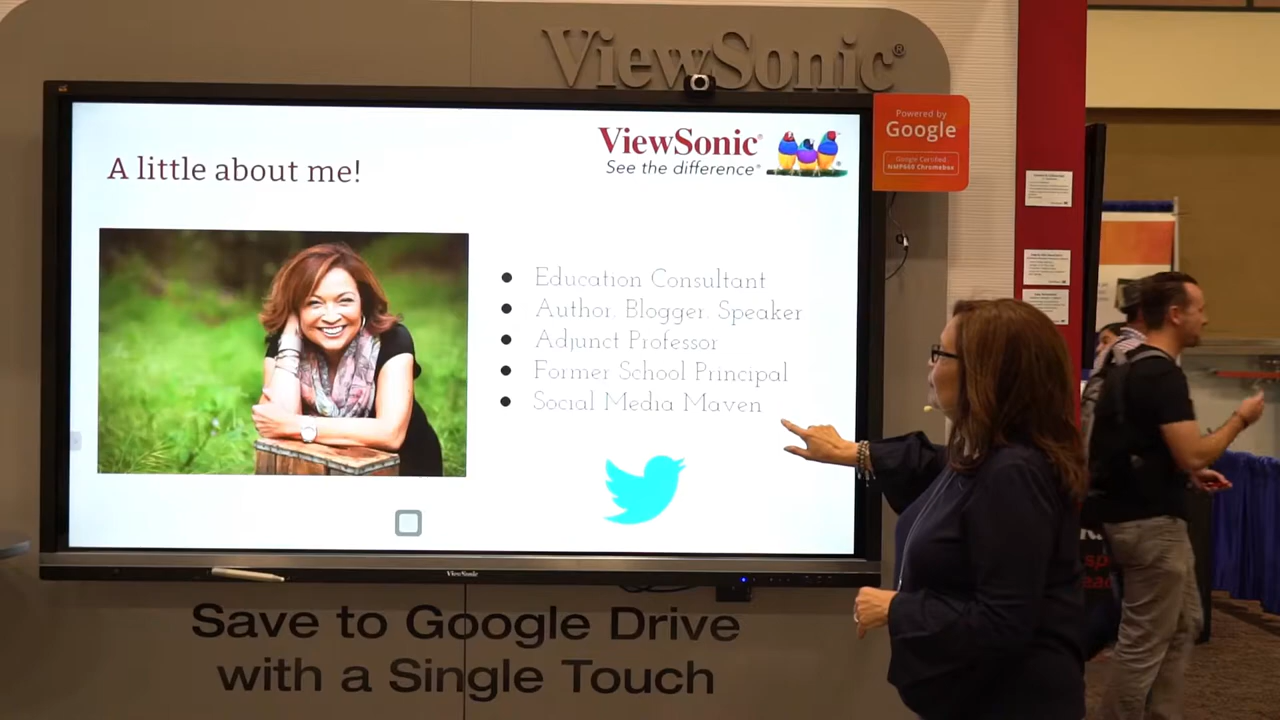 ViewSonic®
Powered by
Google
Google Certified
NMP660 Chromebox
ViewSonic®
See the difference®
A little about me!
Education Consultant
Author, Blogger, Speaker
Adjunct Professor
Former School Principal
Social Media Maven
ViewSonic
Save to Google Drive
with a Single Touch